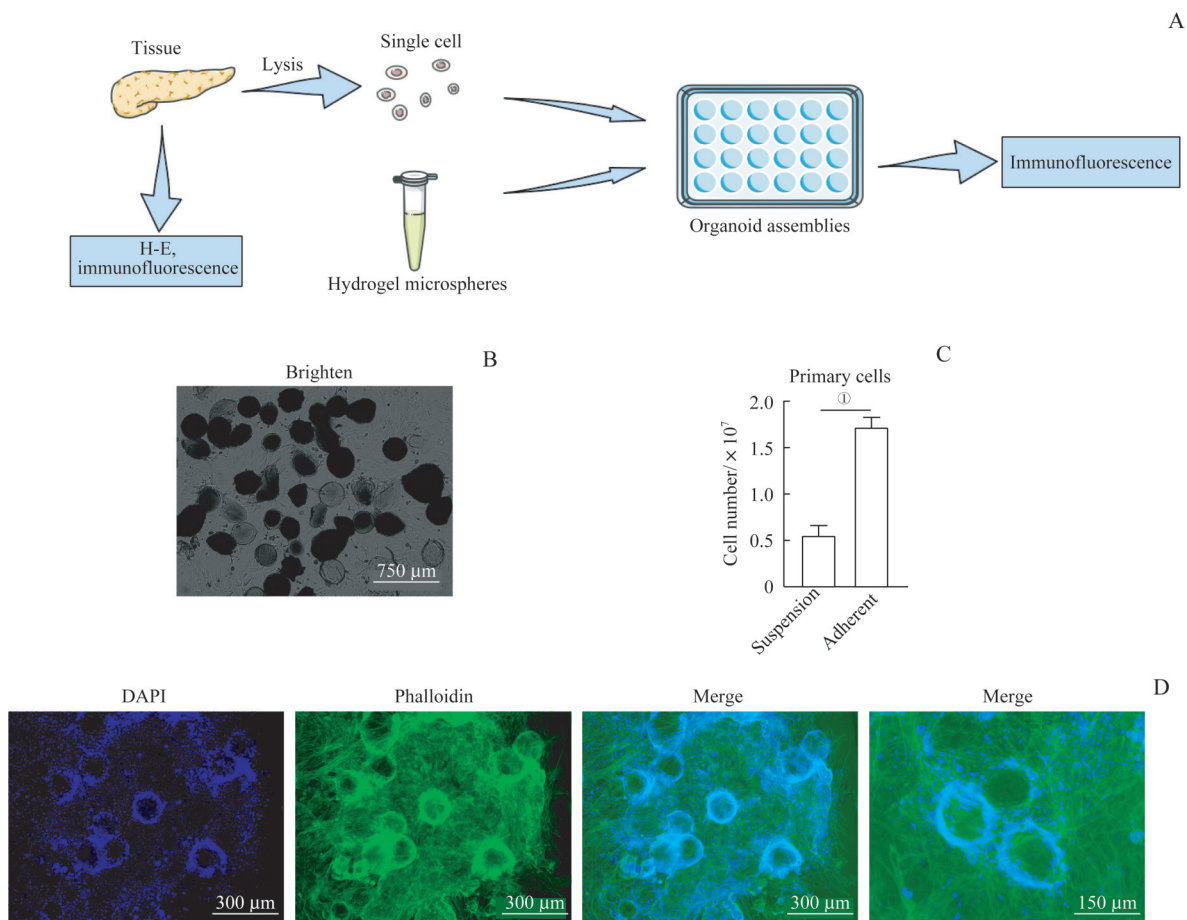 A
Tissue
Lysis
Single cell
H-E,
immunofluorescence
Hydrogel microspheres
Organoid assemblies
Immunofluorescence
B
Brighten
750 μm
C
Primary cells
①
Cell number/×10⁷
2.0
1.5
1.0
0.5
0
Suspension
Adherent
D
DAPI
300 μm
Phalloidin
300 μm
Merge
300 μm
Merge
150 μm